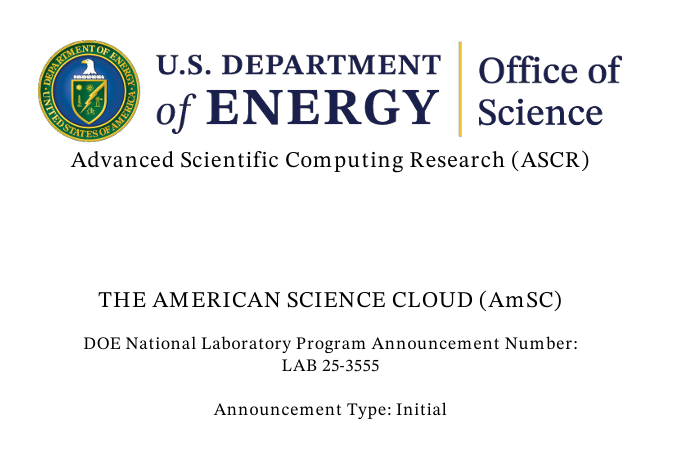 DEPARTMENT OF ENERGY
UNITED STATES OF AMERICA
U.S. DEPARTMENT
of ENERGY
Office of
Science
Advanced Scientific Computing Research (ASCR)
THE AMERICAN SCIENCE CLOUD (AmSC)
DOE National Laboratory Program Announcement Number:
LAB 25-3555
Announcement Type: Initial